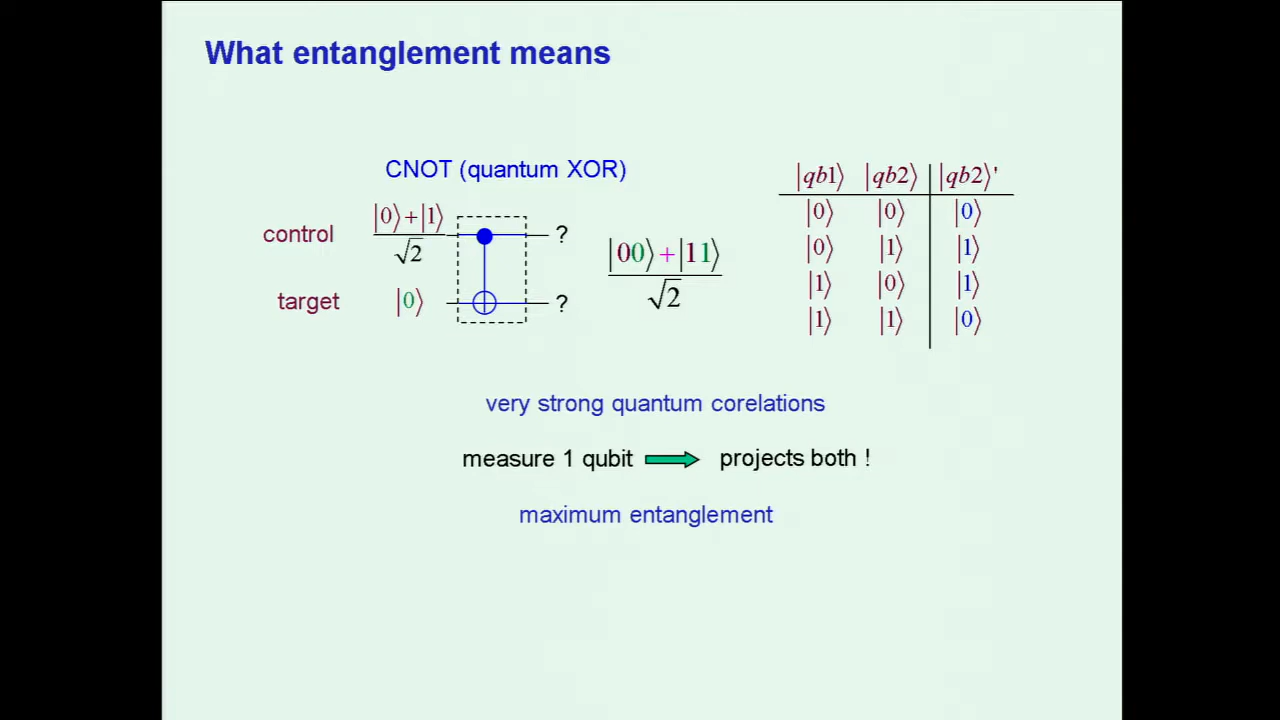 What entanglement means
CNOT (quantum XOR)
control |0⟩+|1⟩ / √2 ?
target |0⟩ ?
|00⟩+|11⟩ / √2
|qb1⟩ |qb2⟩ |qb2⟩'
|0⟩ |0⟩ |0⟩
|0⟩ |1⟩ |1⟩
|1⟩ |0⟩ |1⟩
|1⟩ |1⟩ |0⟩
very strong quantum corelations
measure 1 qubit projects both !
maximum entanglement